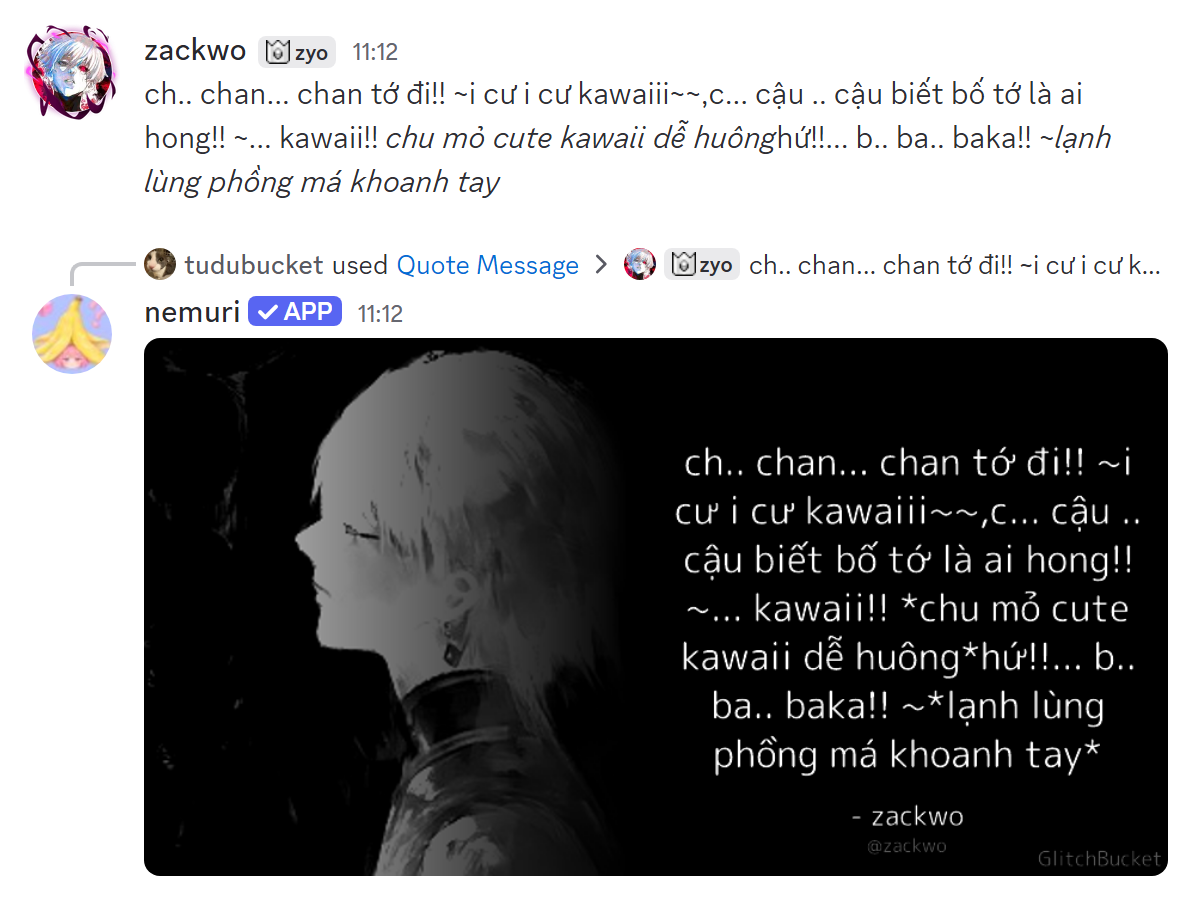 zackwo zyo 11:12
ch.. chan... chan tớ đi!! ~i cư i cư kawaiii~~,c... cậu .. cậu biết bố tớ là ai
hong!! ~... kawaii!! chu mỏ cute kawaii dễ huônghứ!!... b.. ba.. baka!! ~lạnh
lùng phồng má khoanh tay
tudubucket used Quote Message > zyo ch.. chan... chan tớ đi!! ~i cư i cư k...
nemuri APP 11:12
ch.. chan... chan tớ đi!! ~i
cư i cư kawaiii~~,c... cậu ..
cậu biết bố tớ là ai hong!!
~... kawaii!! *chu mỏ cute
kawaii dễ huông*hứ!!... b..
ba.. baka!! ~*lạnh lùng
phồng má khoanh tay*
- zackwo
@zackwo
GlitchBucket